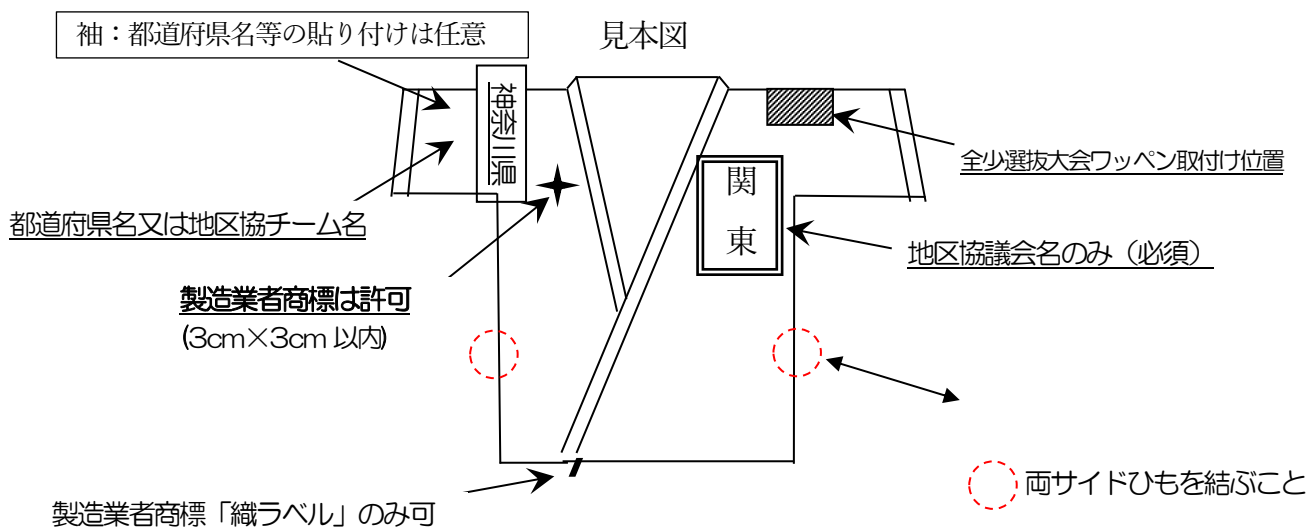 袖：都道府県名等の貼り付けは任意
見本図
神奈川県
全少選抜大会ワッペン取付け位置
関
東
都道府県名又は地区協チーム名
地区協議会名のみ（必須）
製造業者商標は許可
(3cm×3cm 以内)
両サイドひもを結ぶこと
製造業者商標「織ラベル」のみ可